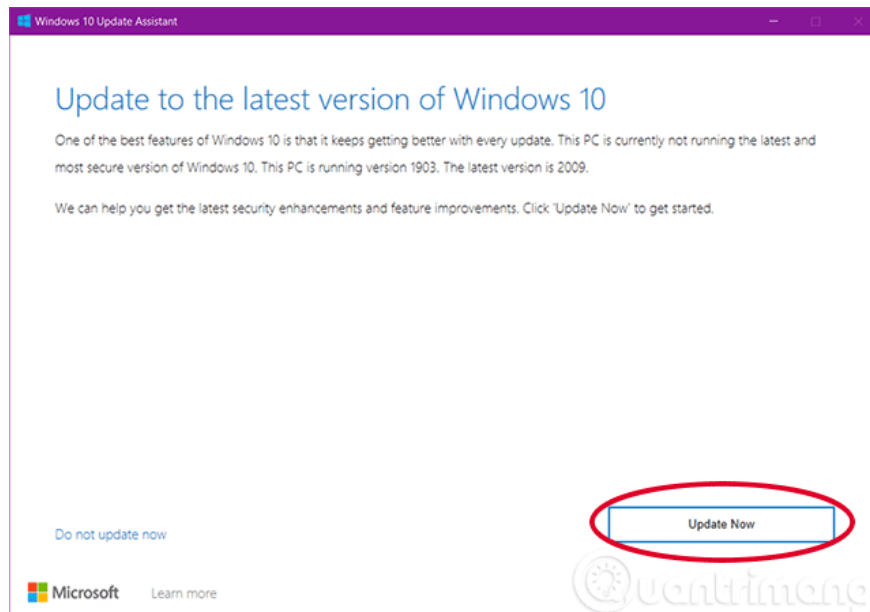 Windows 10 Update Assistant
Update to the latest version of Windows 10
One of the best features of Windows 10 is that it keeps getting better with every update. This PC is currently not running the latest and
most secure version of Windows 10. This PC is running version 1903. The latest version is 2009.
We can help you get the latest security enhancements and feature improvements. Click 'Update Now' to get started.
Update Now
Do not update now
Microsoft Learn more
Quantrimang